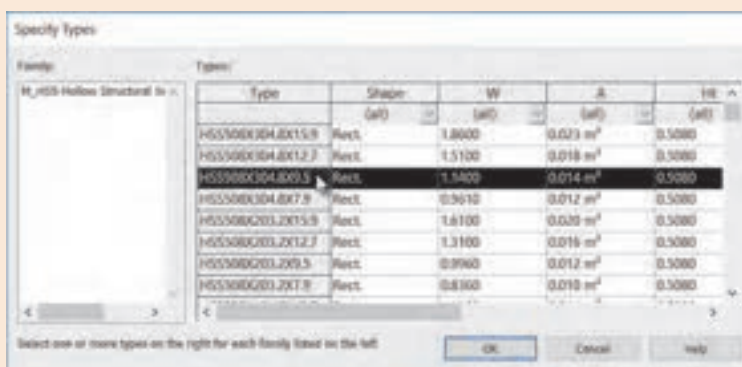 Specify Types
Family: Types:
M_HSS-Hollow Structural Se
Type Shape W A Ht
(all) (all) (all) (all)
HSS508X304.8X15.9 Rect. 1.8600 0.023 m² 0.5080
HSS508X304.8X12.7 Rect. 1.5100 0.018 m² 0.5080
HSS508X304.8X9.5 Rect. 1.1400 0.014 m² 0.5080
HSS508X304.8X7.9 Rect. 0.9610 0.012 m² 0.5080
HSS508X203.2X15.9 Rect. 1.6100 0.020 m² 0.5080
HSS508X203.2X12.7 Rect. 1.3100 0.016 m² 0.5080
HSS508X203.2X9.5 Rect. 0.9960 0.012 m² 0.5080
HSS508X203.2X7.9 Rect. 0.8360 0.010 m² 0.5080
Select one or more types on the right for each family listed on the left
OK Cancel Help